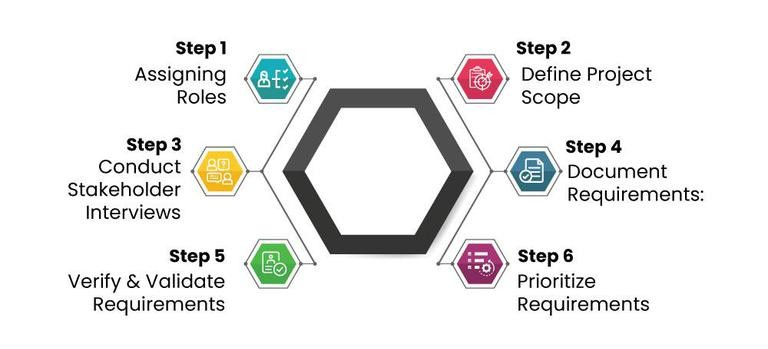 Step 1
Assigning
Roles
Step 2
Define Project
Scope
Step 3
Conduct
Stakeholder
Interviews
Step 4
Document
Requirements:
Step 5
Verify & Validate
Requirements
Step 6
Prioritize
Requirements